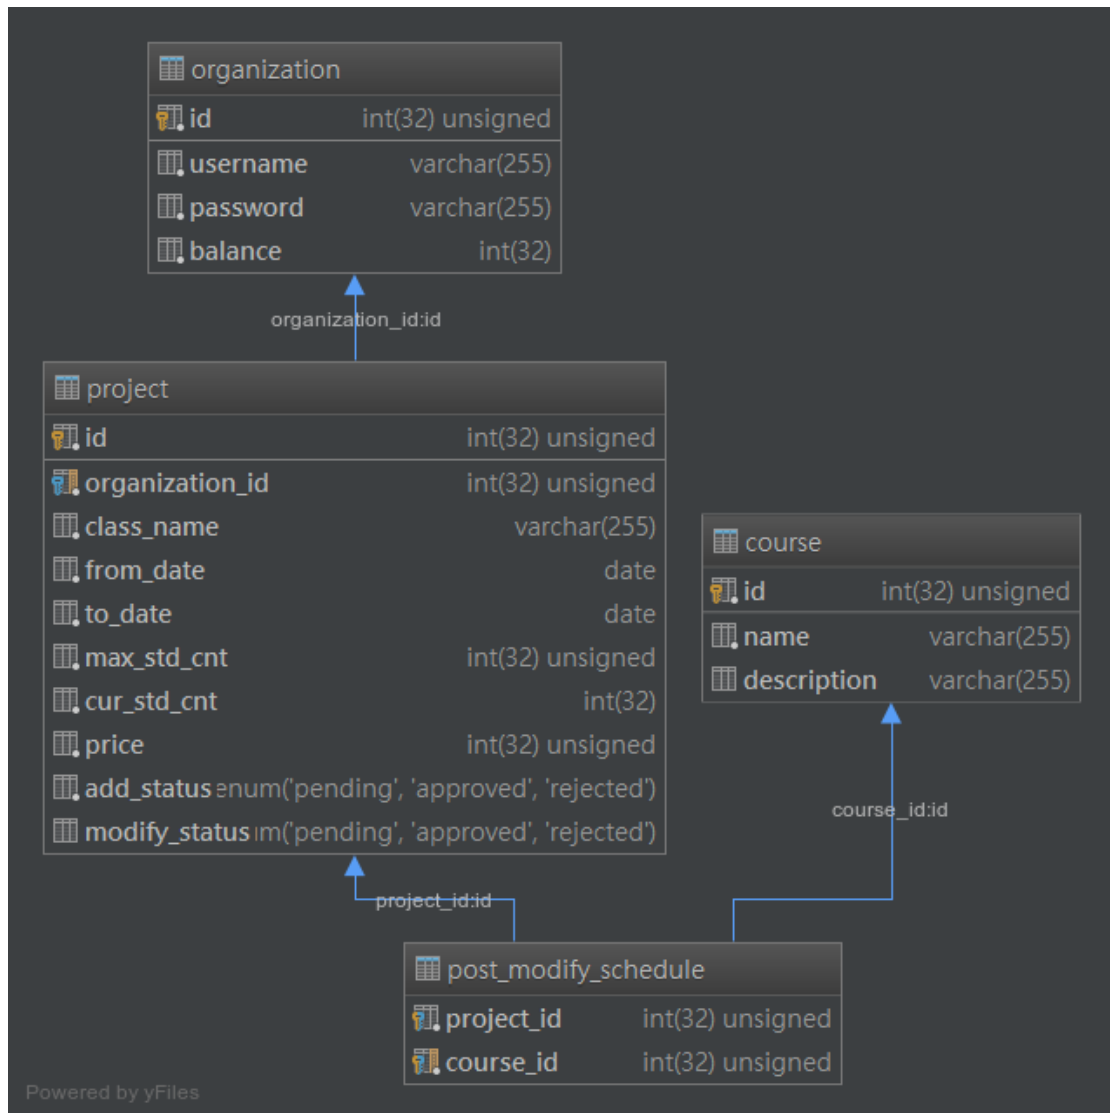 organization
id int(32) unsigned
username varchar(255)
password varchar(255)
balance int(32)
organization_id:id
project
id int(32) unsigned
organization_id int(32) unsigned
class_name varchar(255)
from_date date
to_date date
max_std_cnt int(32) unsigned
cur_std_cnt int(32)
price int(32) unsigned
add_status enum('pending', 'approved', 'rejected')
modify_status um('pending', 'approved', 'rejected')
course
id int(32) unsigned
name varchar(255)
description varchar(255)
course_id:id
project_id:id
post_modify_schedule
project_id int(32) unsigned
course_id int(32) unsigned
Powered by yFiles